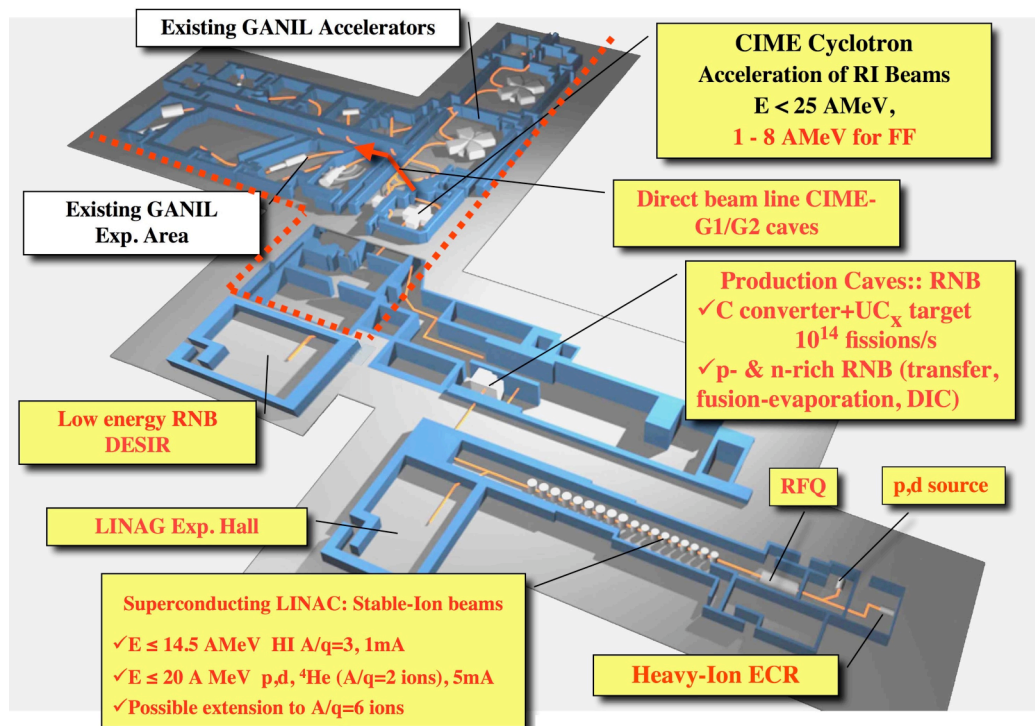 Existing GANIL Accelerators
CIME Cyclotron
Acceleration of RI Beams
E < 25 AMeV,
1 - 8 AMeV for FF
Direct beam line CIME-
G1/G2 caves
Existing GANIL
Exp. Area
Production Caves:: RNB
✓C converter+UCₓ target
10¹⁴ fissions/s
✓p- & n-rich RNB (transfer,
fusion-evaporation, DIC)
Low energy RNB
DESIR
RFQ
p,d source
LINAG Exp. Hall
Superconducting LINAC: Stable-Ion beams
✓E ≤ 14.5 AMeV HI A/q=3, 1mA
✓E ≤ 20 A MeV p,d, ⁴He (A/q=2 ions), 5mA
✓Possible extension to A/q=6 ions
Heavy-Ion ECR